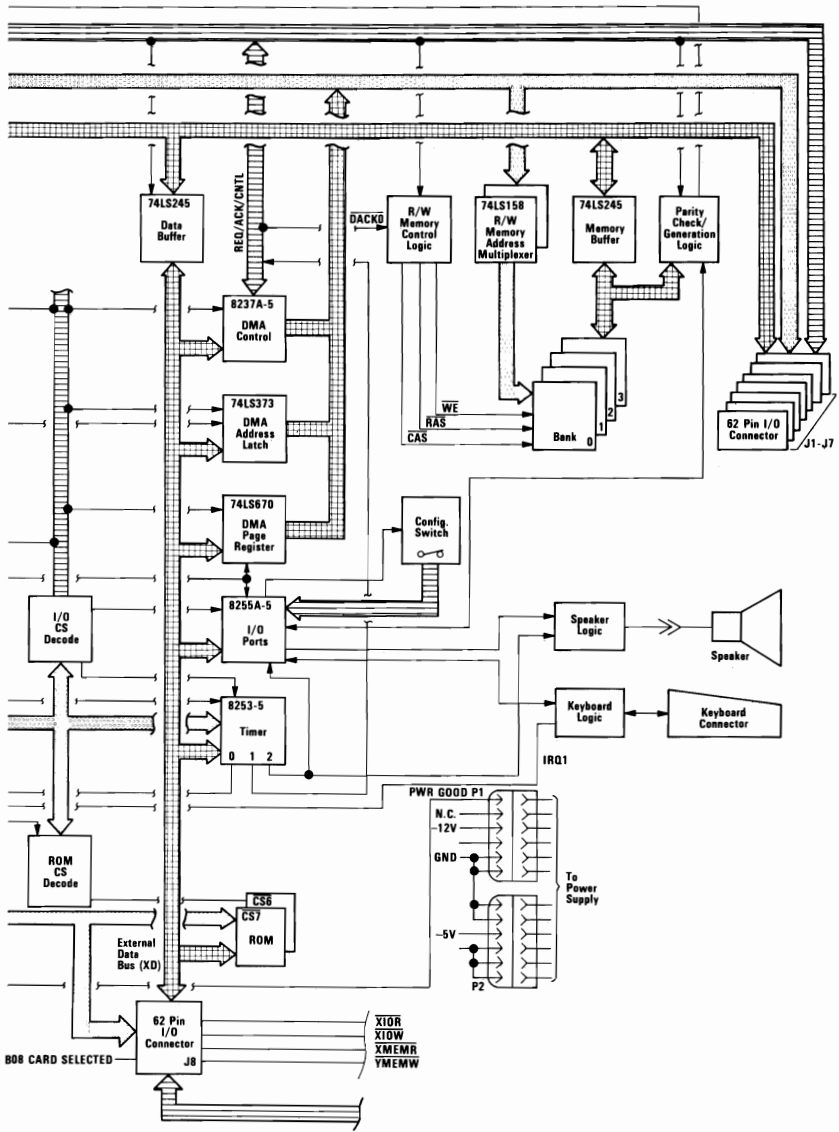 REQ/ACK/CNTL
74LS245
Data
Buffer
DACK0
R/W
Memory
Control
Logic
74LS158
R/W
Memory
Address
Multiplexer
74LS245
Memory
Buffer
Parity
Check/
Generation
Logic
8237A-5
DMA
Control
74LS373
DMA
Address
Latch
WE
RAS
CAS
Bank
0
1
2
3
62 Pin I/O
Connector
J1-J7
74LS670
DMA
Page
Register
Config.
Switch
I/O
CS
Decode
8255A-5
I/O
Ports
Speaker
Logic
Speaker
8253-5
Timer
0 1 2
Keyboard
Logic
Keyboard
Connector
IRQ1
PWR GOOD P1
N.C.
-12V
GND
-5V
P2
To
Power
Supply
ROM
CS
Decode
CS6
CS7
ROM
External
Data
Bus (XD)
62 Pin
I/O
Connector
J8
XIOR
XIOW
XMEMR
YMEMW
B08 CARD SELECTED